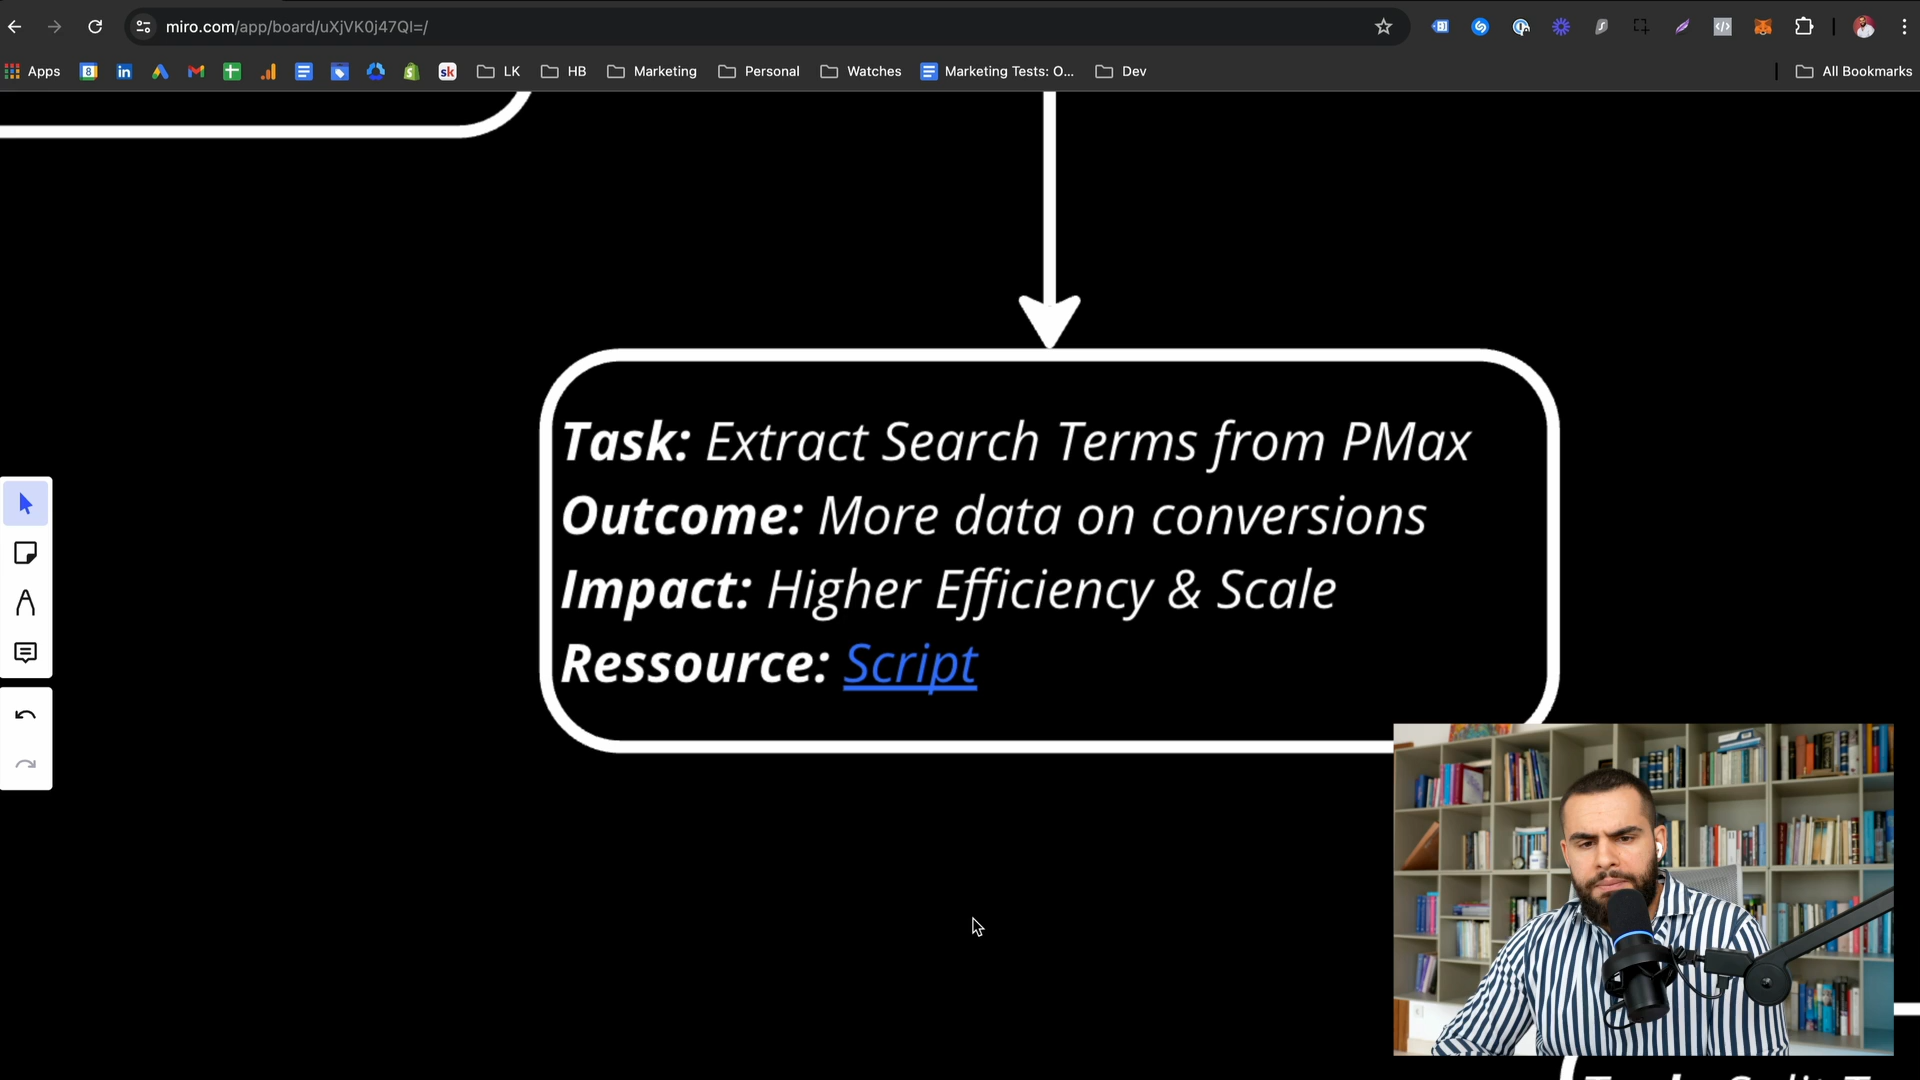 miro.com/app/board/uXjVK0j47QI=/
Apps
LK
HB
Marketing
Personal
Watches
Marketing Tests: O...
Dev
All Bookmarks
Task: Extract Search Terms from PMax
Outcome: More data on conversions
Impact: Higher Efficiency & Scale
Ressource: Script